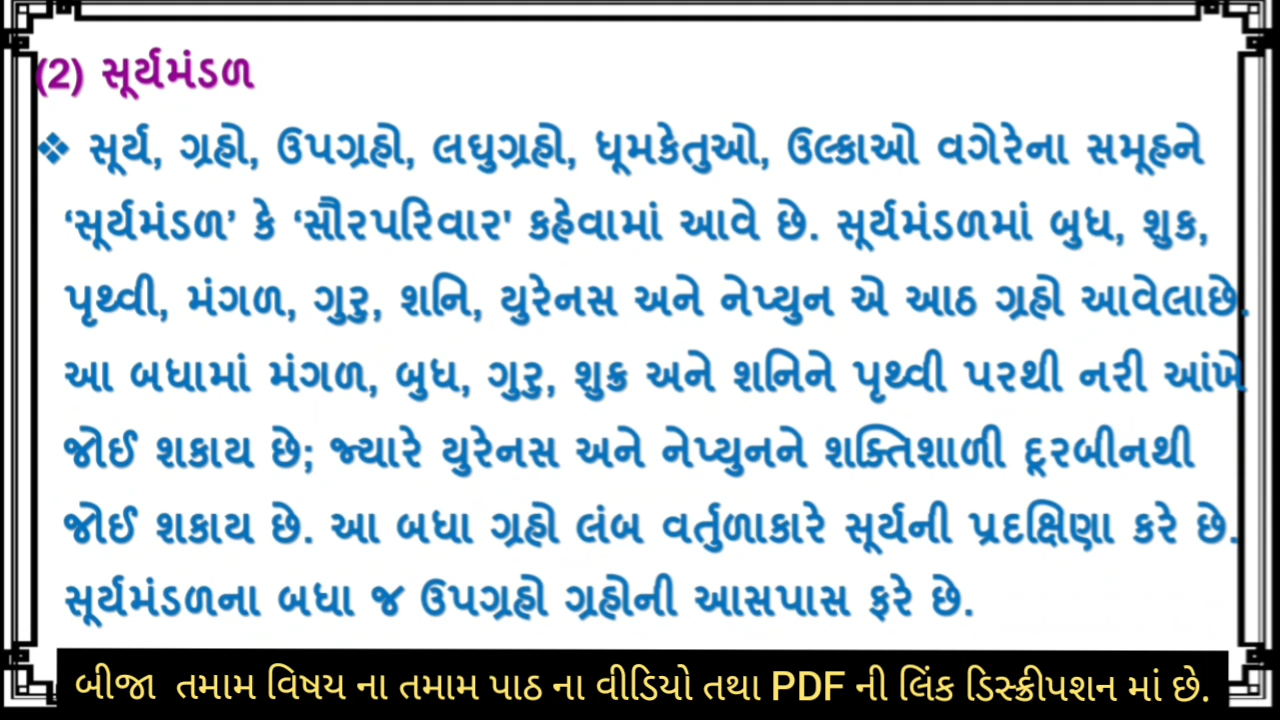 (2) સૂર્યમંડળ
❖ સૂર્ય, ગ્રહો, ઉપગ્રહો, લઘુગ્રહો, ધૂમકેતુઓ, ઉલ્કાઓ વગેરેના સમૂહને
‘સૂર્યમંડળ’ કે ‘સૌરપરિવાર' કહેવામાં આવે છે. સૂર્યમંડળમાં બુધ, શુક,
પૃથ્વી, મંગળ, ગુરુ, શનિ, યુરેનસ અને નેપ્ચુન એ આઠ ગ્રહો આવેલાછે.
આ બધામાં મંગળ, બુધ, ગુરુ, શુક્ર અને શનિને પૃથ્વી પરથી નરી આંખે
જોઈ શકાય છે; જ્યારે યુરેનસ અને નેપ્ચુનને શક્તિશાળી દૂરબીનથી
જોઈ શકાય છે. આ બધા ગ્રહો લંબ વર્તુળાકારે સૂર્યની પ્રદક્ષિણા કરે છે.
સૂર્યમંડળના બધા જ ઉપગ્રહો ગ્રહોની આસપાસ ફરે છે.
બીજા તમામ વિષય ના તમામ પાઠ ના વીડિયો તથા PDF ની લિંક ડિસ્ક્રીપશન માં છે.